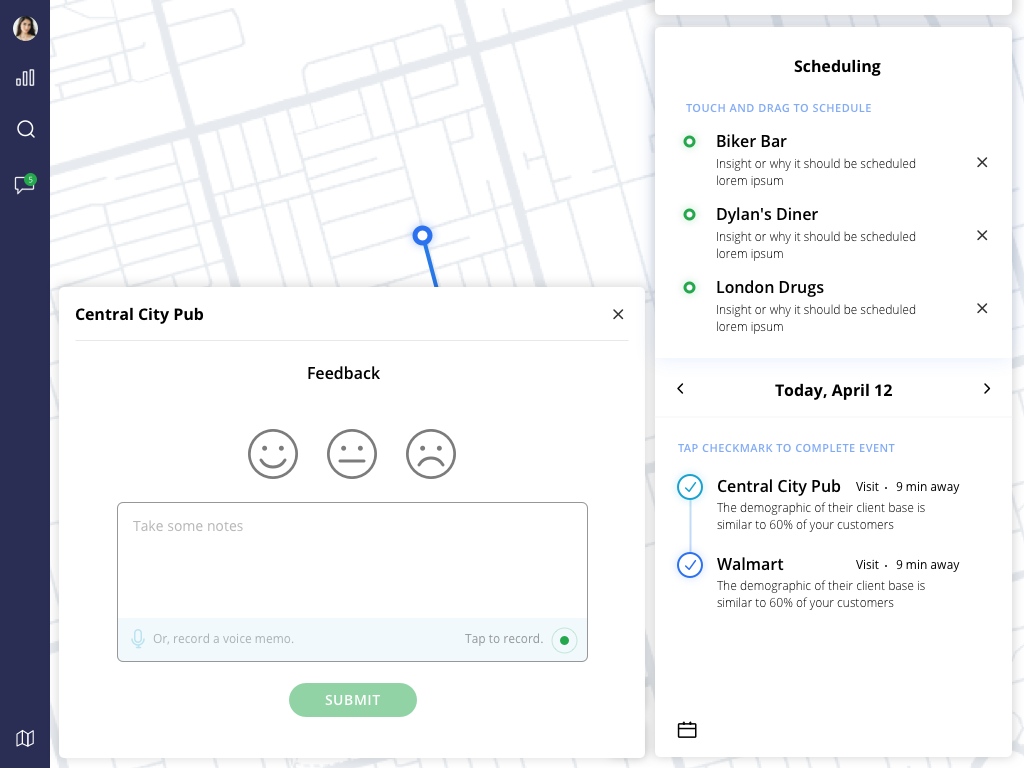 5
Central City Pub
Feedback
Take some notes
Or, record a voice memo.
Tap to record.
SUBMIT
Scheduling
TOUCH AND DRAG TO SCHEDULE
Biker Bar
Insight or why it should be scheduled
lorem ipsum
Dylan's Diner
Insight or why it should be scheduled
lorem ipsum
London Drugs
Insight or why it should be scheduled
lorem ipsum
Today, April 12
TAP CHECKMARK TO COMPLETE EVENT
Central City Pub Visit · 9 min away
The demographic of their client base is
similar to 60% of your customers
Walmart Visit · 9 min away
The demographic of their client base is
similar to 60% of your customers